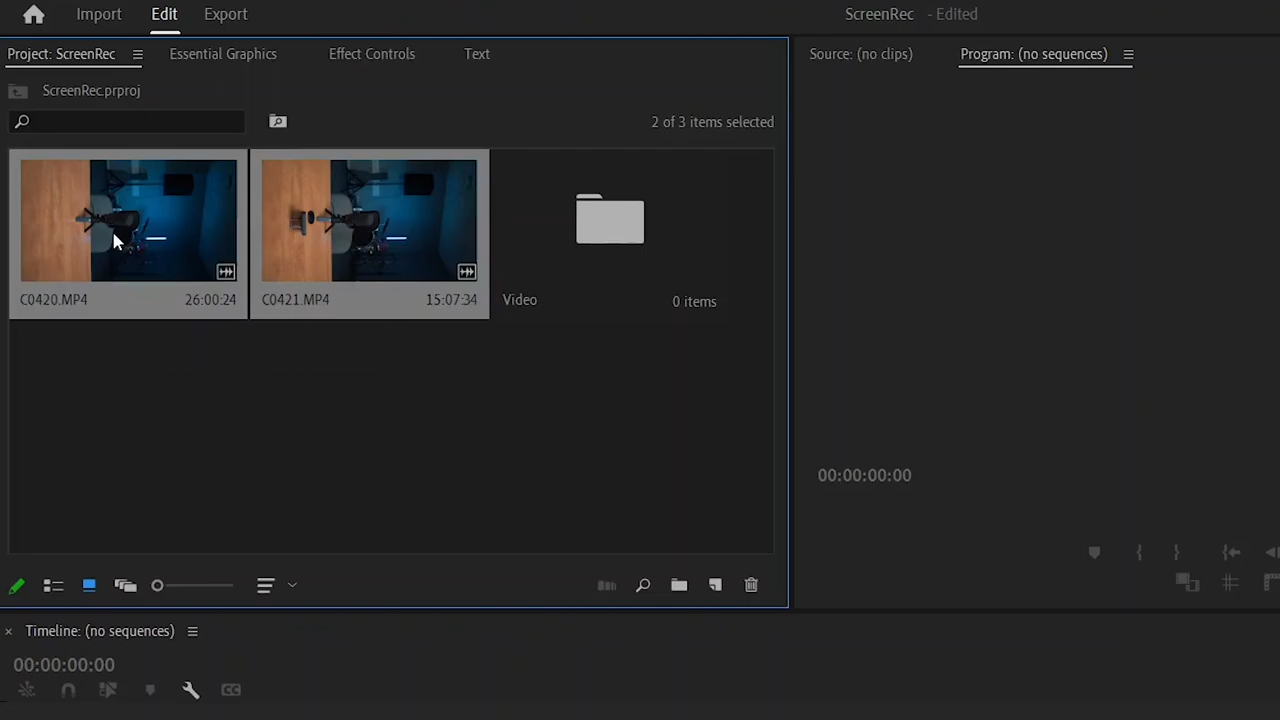 Import Edit Export ScreenRec - Edited
Project: ScreenRec Essential Graphics Effect Controls Text Source: (no clips) Program: (no sequences)
ScreenRec.prproj
2 of 3 items selected
C0420.MP4 26:00:24 C0421.MP4 15:07:34 Video 0 items
00:00:00:00
Timeline: (no sequences)
00:00:00:00
CC